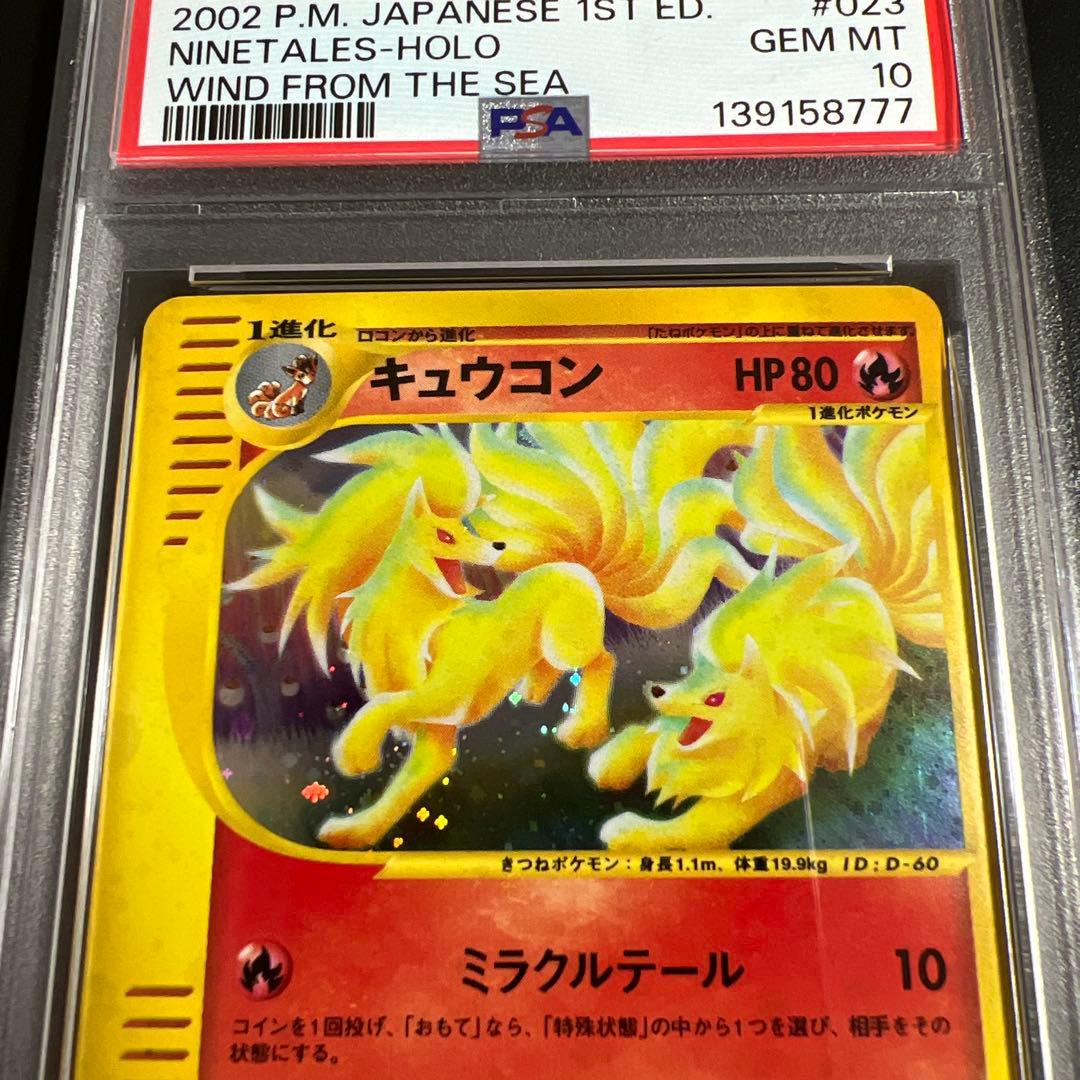 2002 P.M. JAPANESE 1ST ED. #023
NINETALES-HOLO GEM MT
WIND FROM THE SEA 10
PSA 139158777
1進化 ロコンから進化 「たねポケモン」の上に重ねて進化させます。
キュウコン HP 80
1進化ポケモン
きつねポケモン：身長1.1m、体重19.9kg ID：D-60
ミラクルテール 10
コインを1回投げ、「おもて」なら、「特殊状態」の中から1つを選び、相手をその
状態にする。